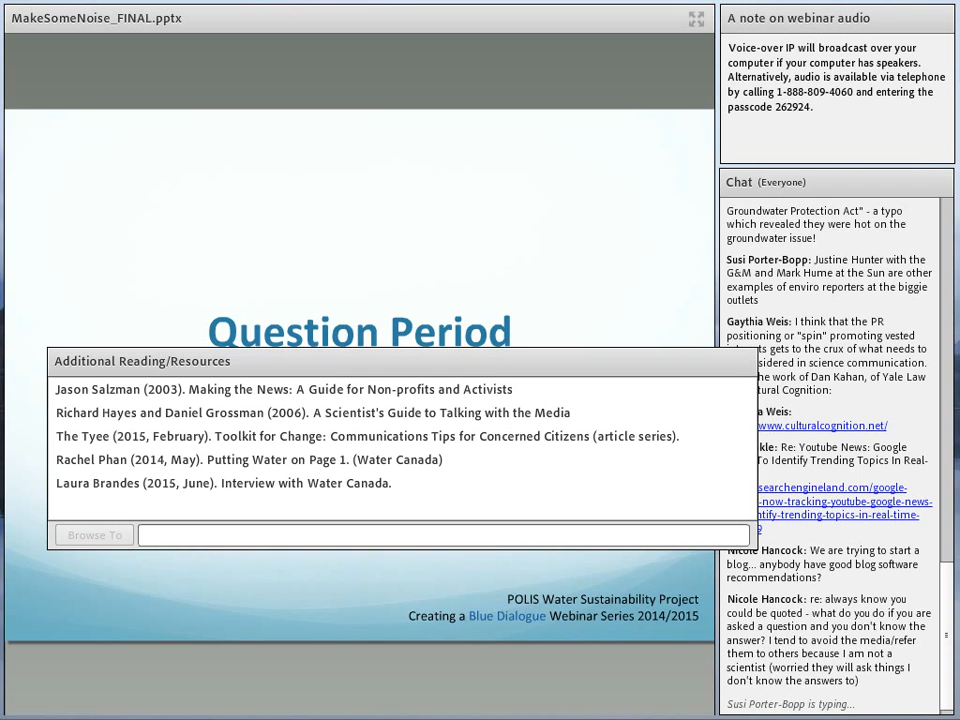 MakeSomeNoise_FINAL.pptx
Question Period
Additional Reading/Resources
Jason Salzman (2003). Making the News: A Guide for Non-profits and Activists
Richard Hayes and Daniel Grossman (2006). A Scientist's Guide to Talking with the Media
The Tyee (2015, February). Toolkit for Change: Communications Tips for Concerned Citizens (article series).
Rachel Phan (2014, May). Putting Water on Page 1. (Water Canada)
Laura Brandes (2015, June). Interview with Water Canada.
Browse To
POLIS Water Sustainability Project
Creating a Blue Dialogue Webinar Series 2014/2015
A note on webinar audio
Voice-over IP will broadcast over your
computer if your computer has speakers.
Alternatively, audio is available via telephone
by calling 1-888-809-4060 and entering the
passcode 262924.
Chat (Everyone)
Groundwater Protection Act" - a typo
which revealed they were hot on the
groundwater issue!
Susi Porter-Bopp: Justine Hunter with the
G&M and Mark Hume at the Sun are other
examples of enviro reporters at the biggie
outlets
Gaythia Weis: I think that the PR
positioning or "spin" promoting vested
gets to the crux of what needs to
in science communication.
work of Dan Kahan, of Yale Law
Cognition:
Weis:
www.culturalcognition.net/
Re: Youtube News: Google
To Identify Trending Topics In Real-
searchengineland.com/google-
-now-tracking-youtube-google-news-
-trending-topics-in-real-time-
Nicole Hancock: We are trying to start a
blog... anybody have good blog software
recommendations?
Nicole Hancock: re: always know you
could be quoted - what do you do if you are
asked a question and you don't know the
answer? I tend to avoid the media/refer
them to others because I am not a
scientist (worried they will ask things I
don't know the answers to)
Susi Porter-Bopp is typing...